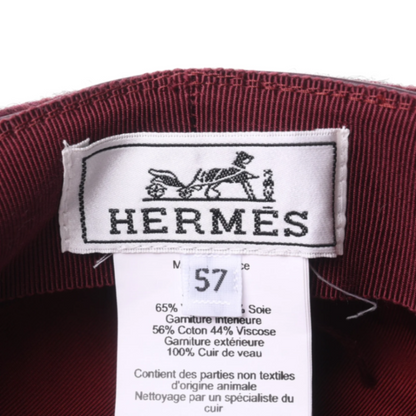 HERMÈS
57
65% % Soie
Garniture intérieure
56% Coton 44% Viscose
Garniture extérieure
100% Cuir de veau
Contient des parties non textiles
d'origine animale
Nettoyage par un spécialiste du
cuir